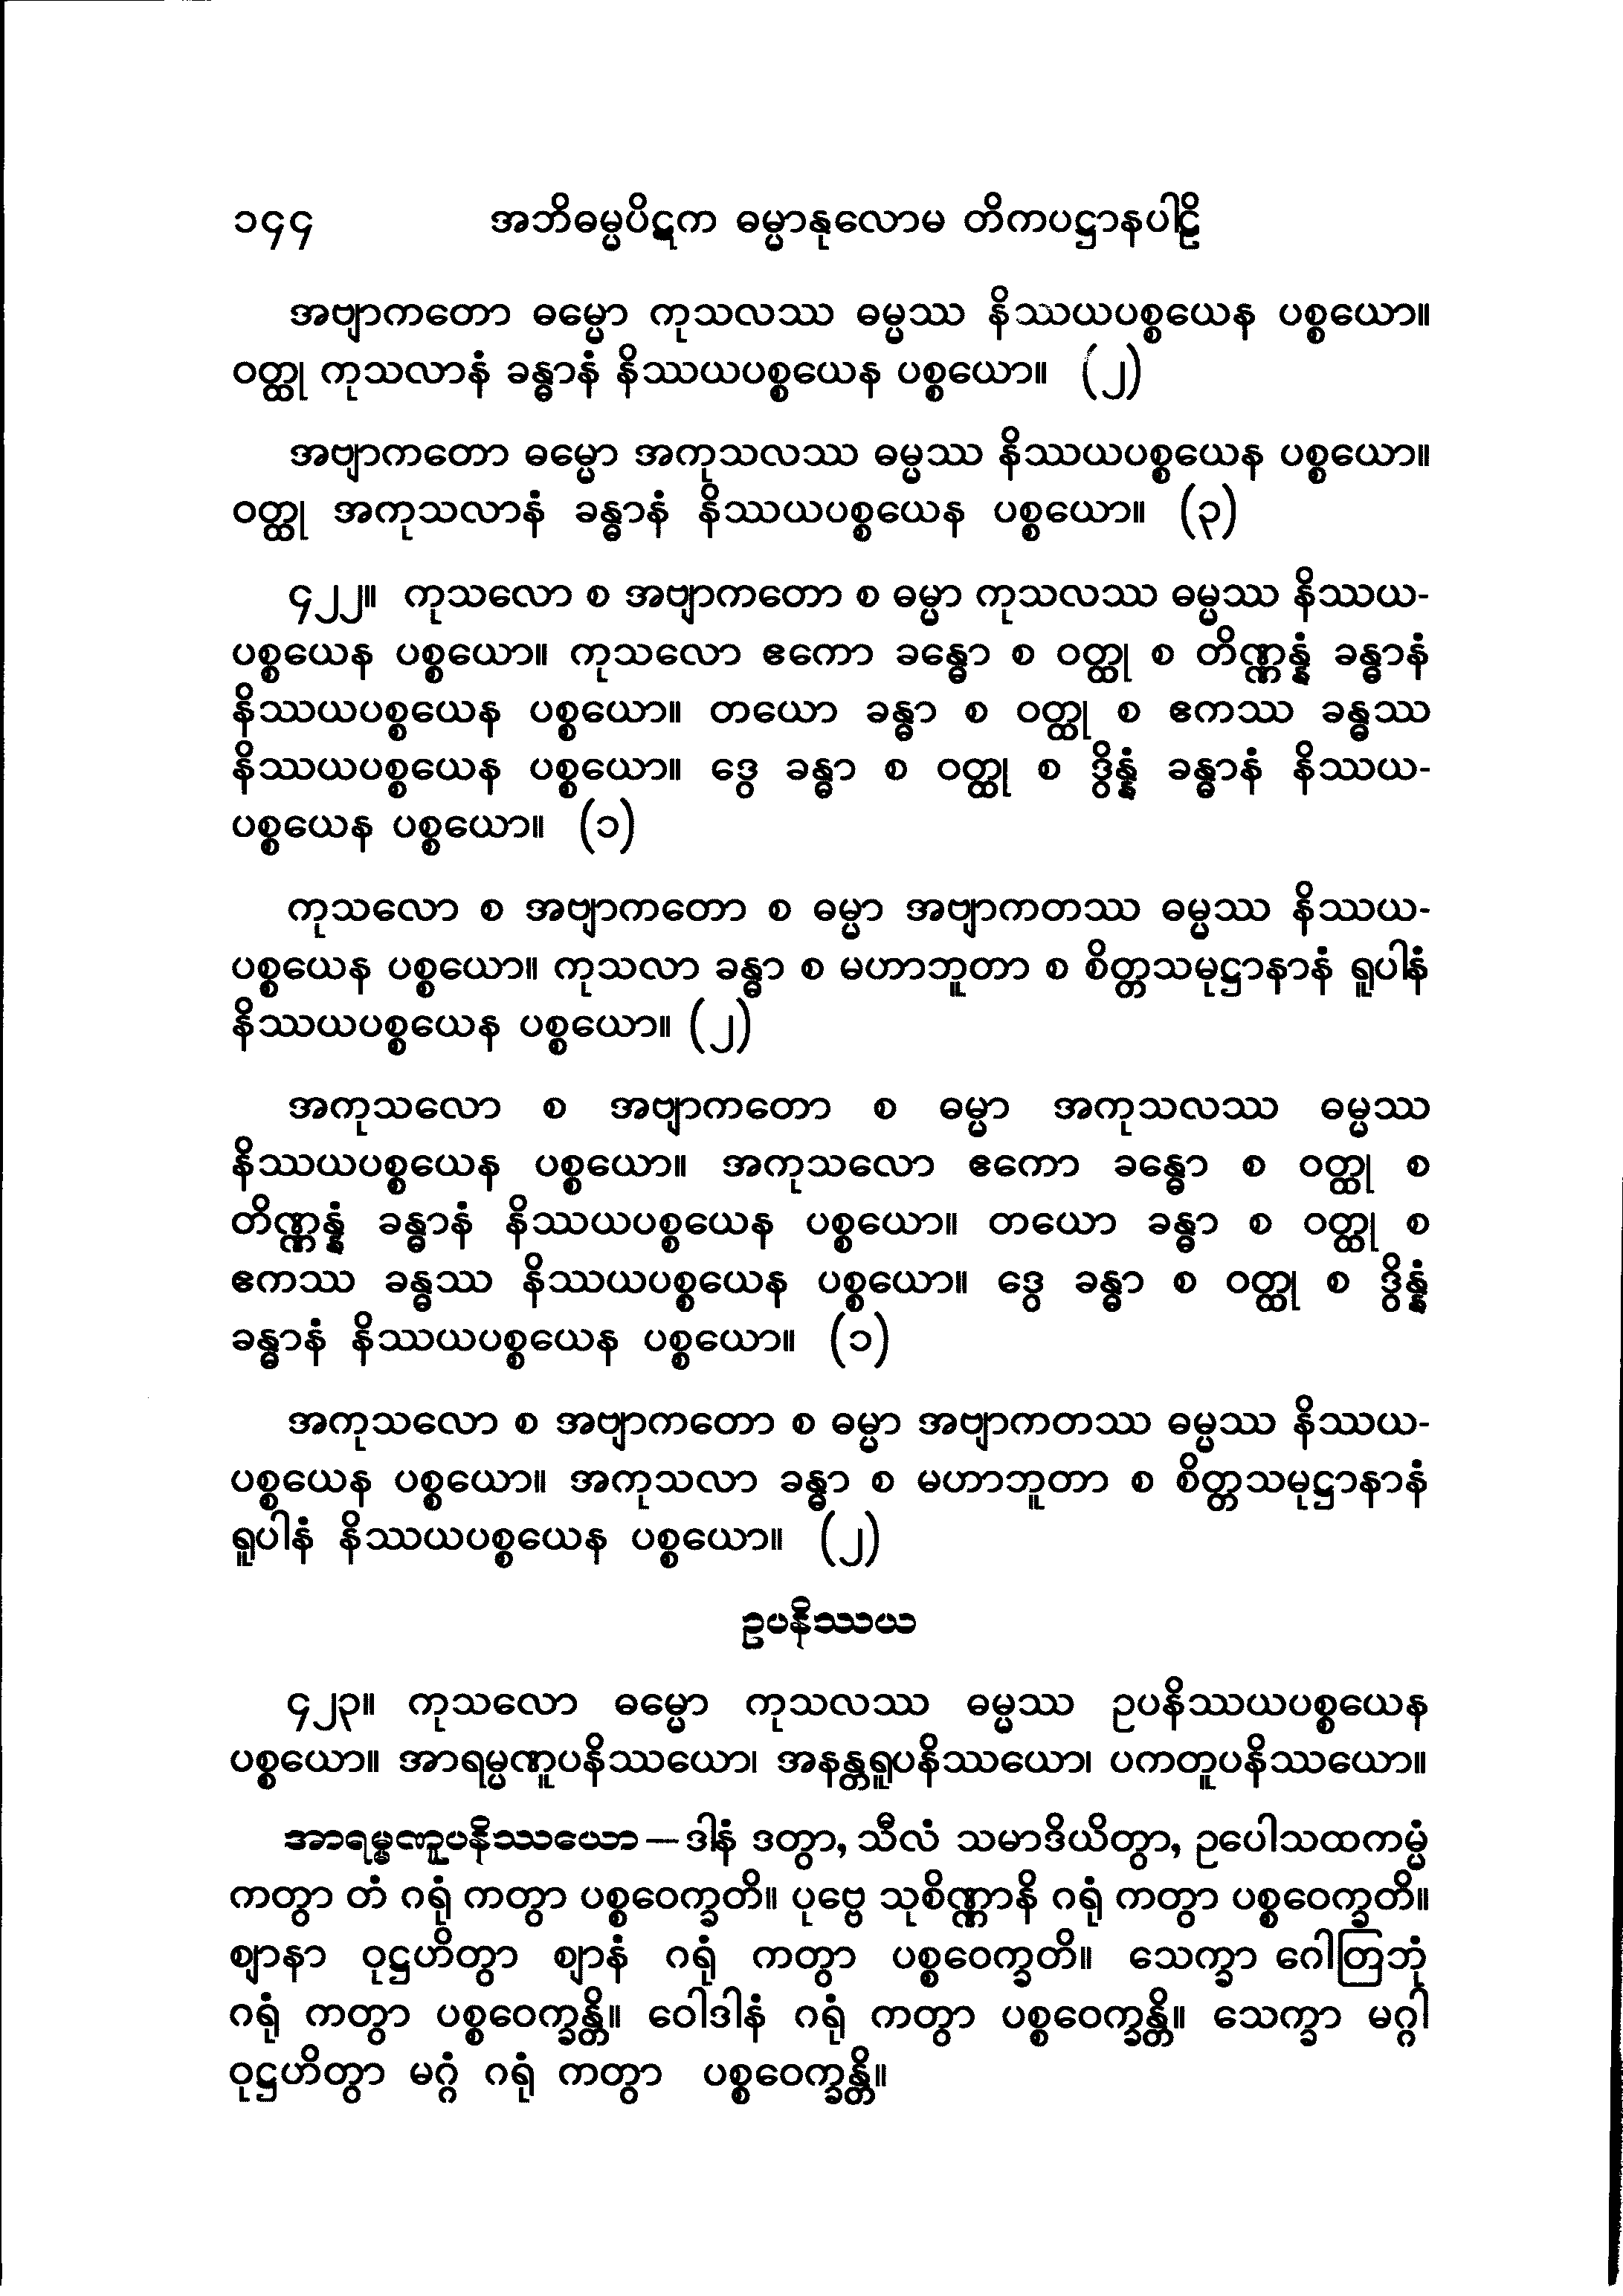 ၁၄၄ အဘိဓမ္မပိဋက ဓမ္မာနုလောမ တိကပဋ္ဌာနပါဠိ
အဗျာကတော ဓမ္မော ကုသလဿ ဓမ္မဿ နိဿယပစ္စယေန ပစ္စယော။
ဝတ္ထု ကုသလာနံ ခန္ဓာနံ နိဿယပစ္စယေန ပစ္စယော။ (၂)
အဗျာကတော ဓမ္မော အကုသလဿ ဓမ္မဿ နိဿယပစ္စယေန ပစ္စယော။
ဝတ္ထု အကုသလာနံ ခန္ဓာနံ နိဿယပစ္စယေန ပစ္စယော။ (၃)
၄၂၂။ ကုသလော စ အဗျာကတော စ ဓမ္မာ ကုသလဿ ဓမ္မဿ နိဿယ-
ပစ္စယေန ပစ္စယော။ ကုသလော ဧကော ခန္ဓော စ ဝတ္ထု စ တိဏ္ဏန္နံ ခန္ဓာနံ
နိဿယပစ္စယေန ပစ္စယော။ တယော ခန္ဓာ စ ဝတ္ထု စ ဧကဿ ခန္ဓဿ
နိဿယပစ္စယေန ပစ္စယော။ ဒွေ ခန္ဓာ စ ဝတ္ထု စ ဒွိန္နံ ခန္ဓာနံ နိဿယ-
ပစ္စယေန ပစ္စယော။ (၁)
ကုသလော စ အဗျာကတော စ ဓမ္မာ အဗျာကတဿ ဓမ္မဿ နိဿယ-
ပစ္စယေန ပစ္စယော။ ကုသလာ ခန္ဓာ စ မဟာဘူတာ စ စိတ္တသမုဋ္ဌာနာနံ ရူပါနံ
နိဿယပစ္စယေန ပစ္စယော။ (၂)
အကုသလော စ အဗျာကတော စ ဓမ္မာ အကုသလဿ ဓမ္မဿ
နိဿယပစ္စယေန ပစ္စယော။ အကုသလော ဧကော ခန္ဓော စ ဝတ္ထု စ
တိဏ္ဏန္နံ ခန္ဓာနံ နိဿယပစ္စယေန ပစ္စယော။ တယော ခန္ဓာ စ ဝတ္ထု စ
ဧကဿ ခန္ဓဿ နိဿယပစ္စယေန ပစ္စယော။ ဒွေ ခန္ဓာ စ ဝတ္ထု စ ဒွိန္နံ
ခန္ဓာနံ နိဿယပစ္စယေန ပစ္စယော။ (၁)
အကုသလော စ အဗျာကတော စ ဓမ္မာ အဗျာကတဿ ဓမ္မဿ နိဿယ-
ပစ္စယေန ပစ္စယော။ အကုသလာ ခန္ဓာ စ မဟာဘူတာ စ စိတ္တသမုဋ္ဌာနာနံ
ရူပါနံ နိဿယပစ္စယေန ပစ္စယော။ (၂)
ဥပနိဿယ
၄၂၃။ ကုသလော ဓမ္မော ကုသလဿ ဓမ္မဿ ဥပနိဿယပစ္စယေန
ပစ္စယော။ အာရမ္မဏူပနိဿယော၊ အနန္တရူပနိဿယော၊ ပကတူပနိဿယော။
အာရမ္မဏူပနိဿယော – ဒါနံ ဒတွာ, သီလံ သမာဒိယိတွာ, ဥပေါသထကမ္မံ
ကတွာ တံ ဂရုံ ကတွာ ပစ္စဝေက္ခတိ။ ပုဗ္ဗေ သုစိဏ္ဏာနိ ဂရုံ ကတွာ ပစ္စဝေက္ခတိ။
ဈာနာ ဝုဋ္ဌဟိတွာ ဈာနံ ဂရုံ ကတွာ ပစ္စဝေက္ခတိ။ သေက္ခာ ဂေါတြဘုံ
ဂရုံ ကတွာ ပစ္စဝေက္ခန္တိ။ ဝေါဒါနံ ဂရုံ ကတွာ ပစ္စဝေက္ခန္တိ။ သေက္ခာ မဂ္ဂါ
ဝုဋ္ဌဟိတွာ မဂ္ဂံ ဂရုံ ကတွာ ပစ္စဝေက္ခန္တိ။